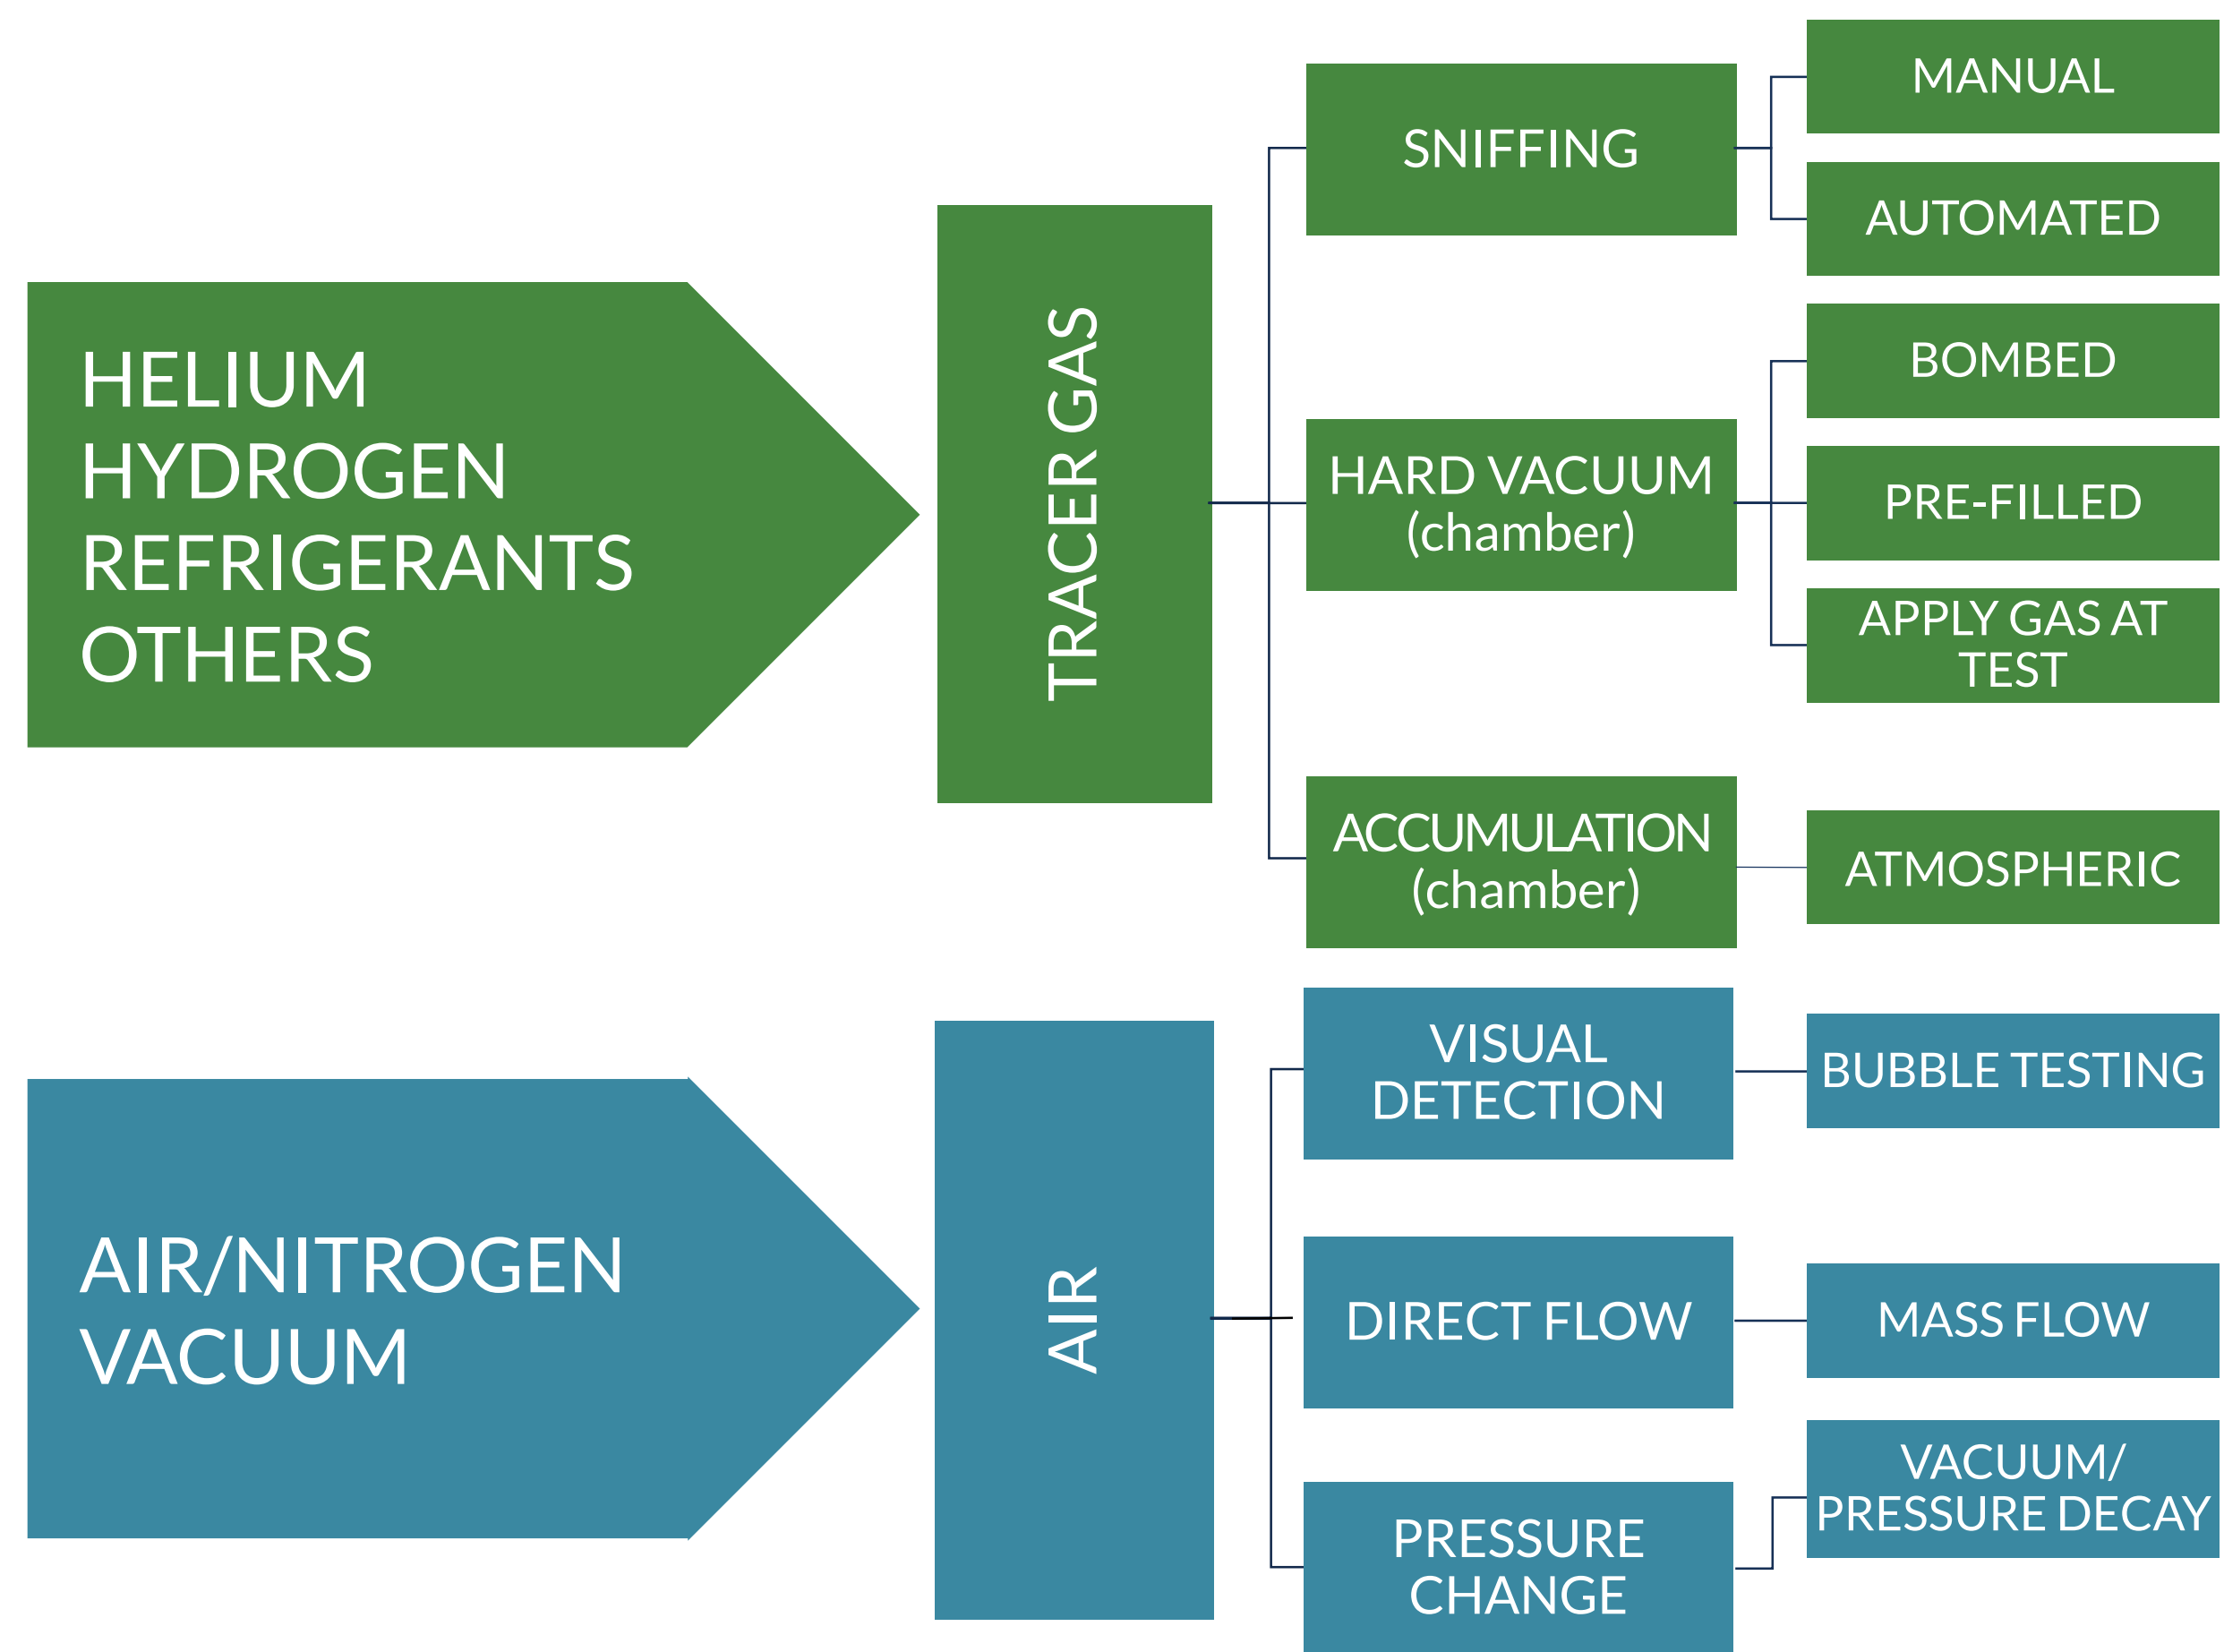 HELIUM
HYDROGEN
REFRIGERANTS
OTHERS
TRACER GAS
SNIFFING
MANUAL
AUTOMATED
HARD VACUUM
(chamber)
BOMBED
PRE-FILLED
APPLY GAS AT
TEST
ACCUMULATION
(chamber)
ATMOSPHERIC
AIR/NITROGEN
VACUUM
AIR
VISUAL
DETECTION
BUBBLE TESTING
DIRECT FLOW
MASS FLOW
PRESSURE
CHANGE
VACUUM/
PRESSURE DECAY